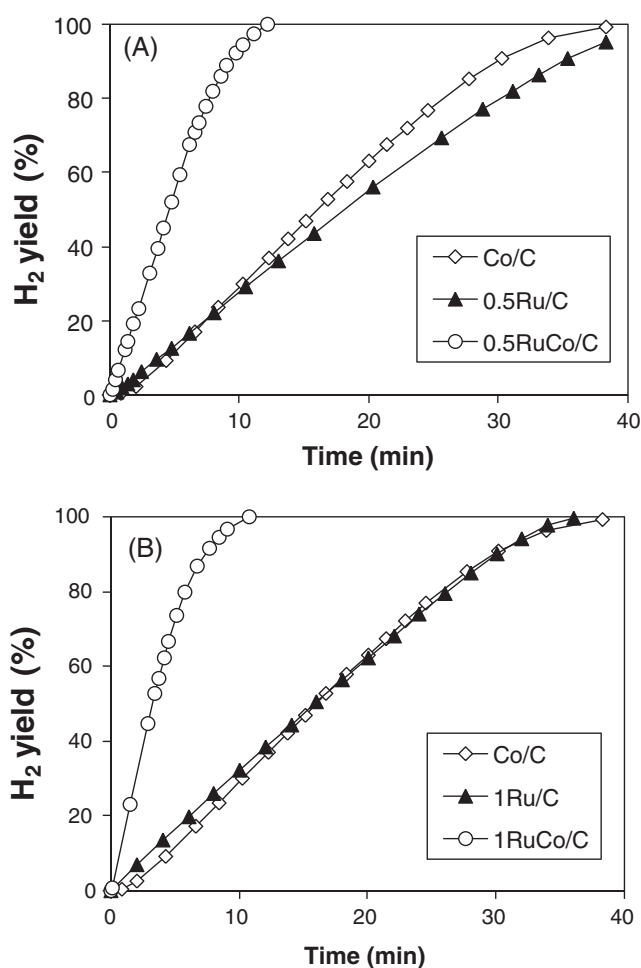 (A)
H₂ yield (%)
100
80
60
40
20
0
Co/C
0.5Ru/C
0.5RuCo/C
0 10 20 30 40
Time (min)
(B)
H₂ yield (%)
100
80
60
40
20
0
Co/C
1Ru/C
1RuCo/C
0 10 20 30 40
Time (min)